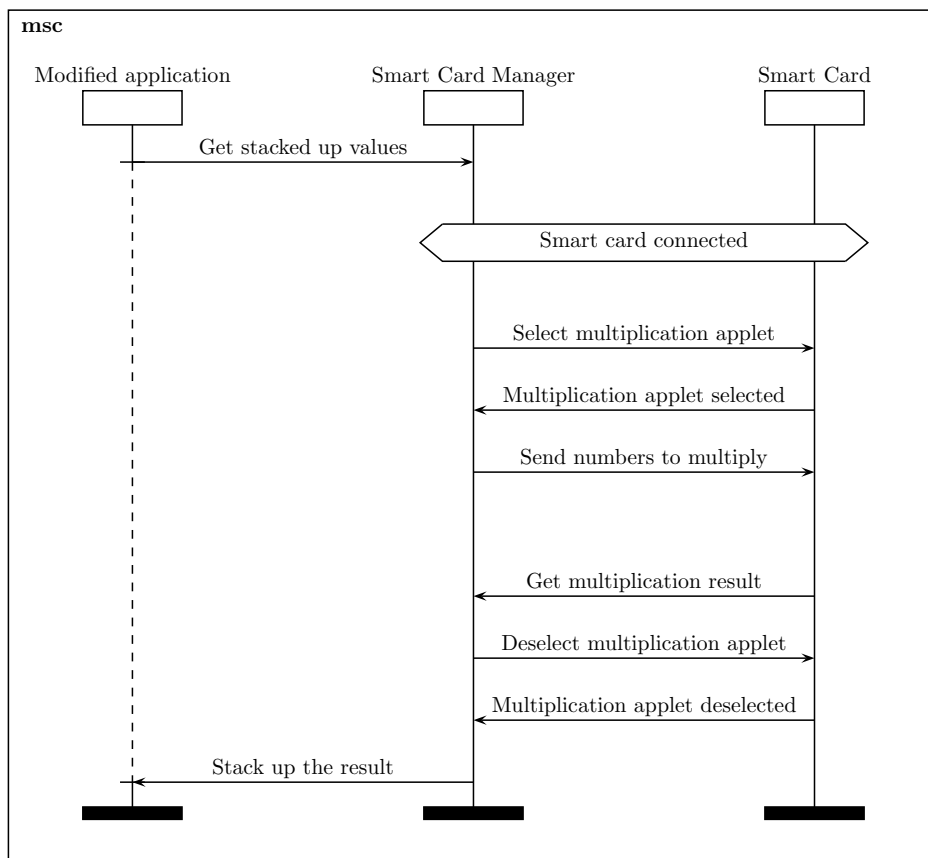 msc
Modified application
Smart Card Manager
Smart Card
Get stacked up values
Smart card connected
Select multiplication applet
Multiplication applet selected
Send numbers to multiply
Get multiplication result
Deselect multiplication applet
Multiplication applet deselected
Stack up the result